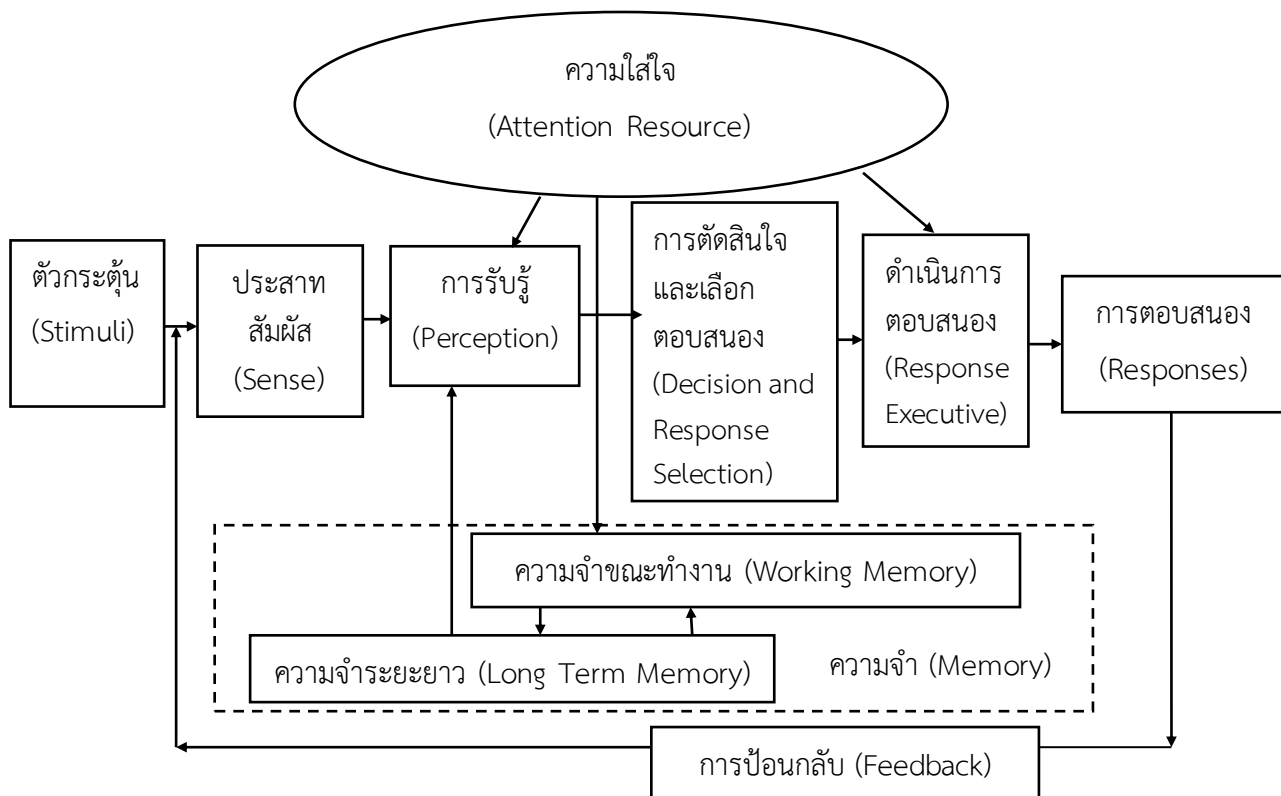 ความใส่ใจ
(Attention Resource)
ตัวกระตุ้น
(Stimuli)
ประสาท
สัมผัส
(Sense)
การรับรู้
(Perception)
การตัดสินใจ
และเลือก
ตอบสนอง
(Decision and
Response
Selection)
ดำเนินการ
ตอบสนอง
(Response
Executive)
การตอบสนอง
(Responses)
ความจำขณะทำงาน (Working Memory)
ความจำระยะยาว (Long Term Memory)
ความจำ (Memory)
การป้อนกลับ (Feedback)